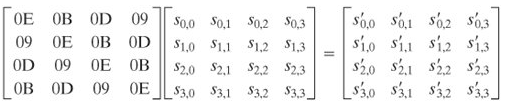 0E 0B 0D 09 s0,0 s0,1 s0,2 s0,3 s′0,0 s′0,1 s′0,2 s′0,3
09 0E 0B 0D s1,0 s1,1 s1,2 s1,3 = s′1,0 s′1,1 s′1,2 s′1,3
0D 09 0E 0B s2,0 s2,1 s2,2 s2,3 s′2,0 s′2,1 s′2,2 s′2,3
0B 0D 09 0E s3,0 s3,1 s3,2 s3,3 s′3,0 s′3,1 s′3,2 s′3,3